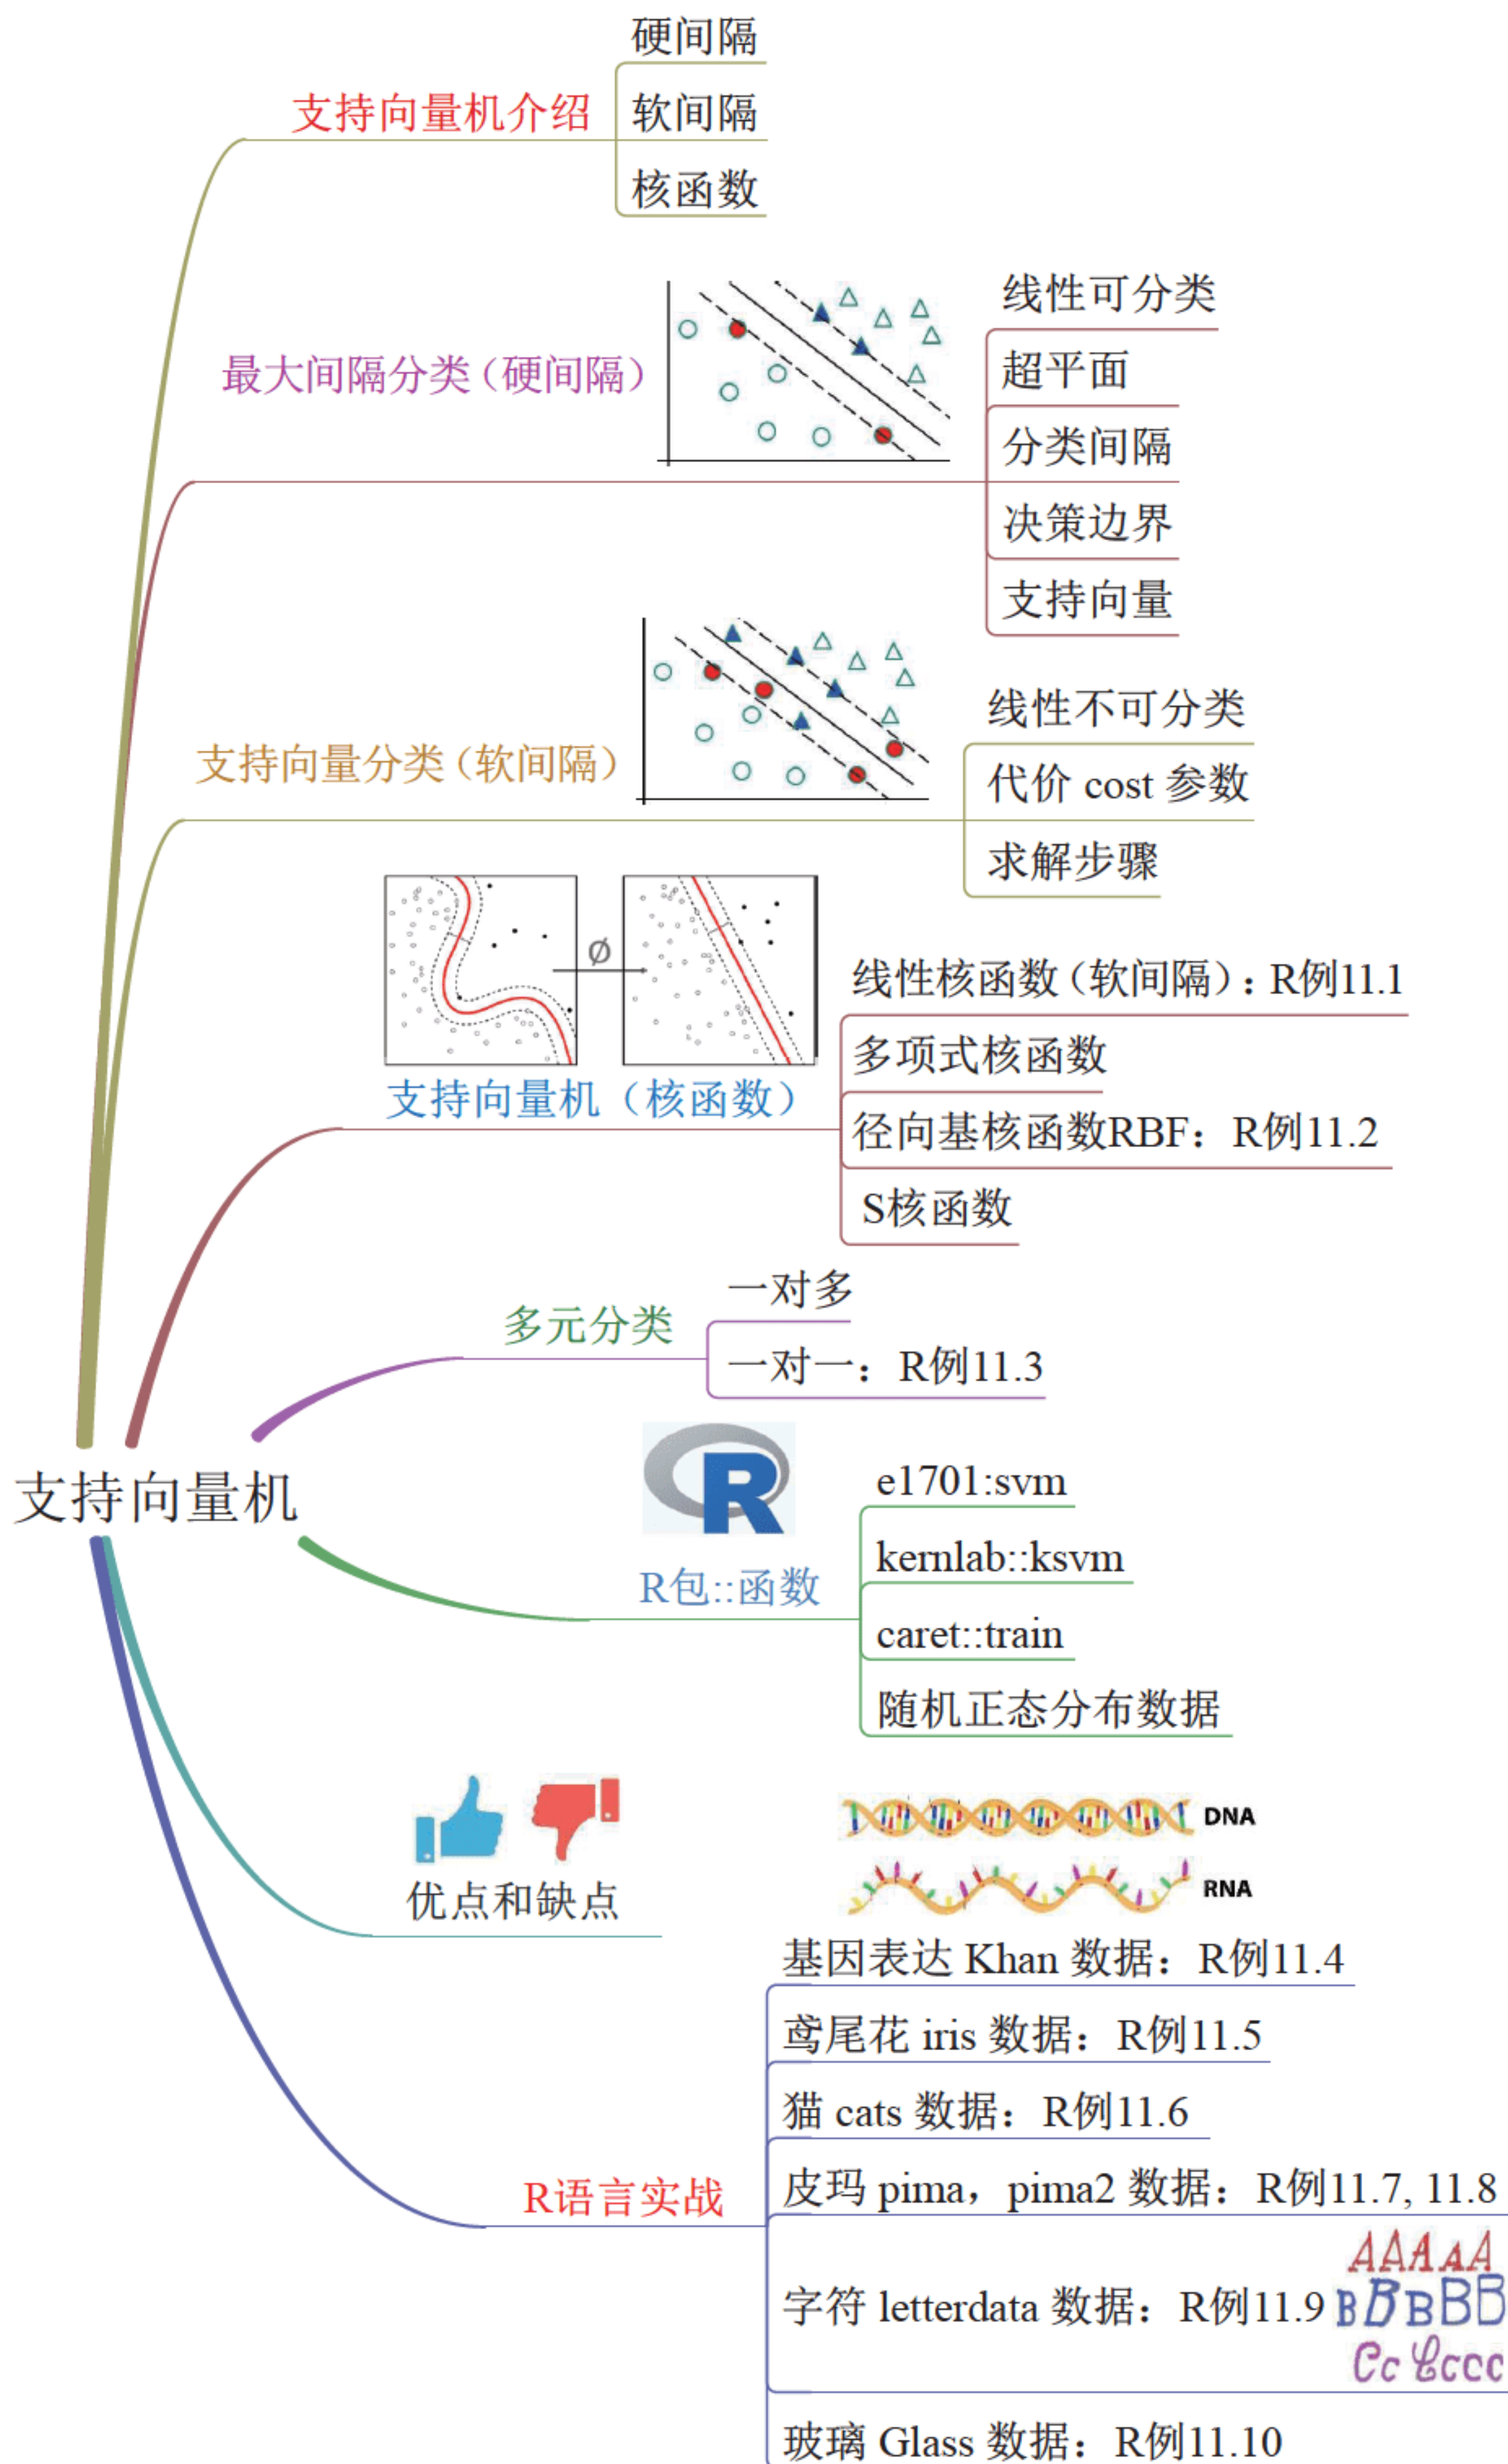 硬间隔
支持向量机介绍
软间隔
核函数
最大间隔分类（硬间隔）
线性可分类
超平面
分类间隔
决策边界
支持向量
支持向量分类（软间隔）
线性不可分类
代价 cost 参数
求解步骤
Ø
支持向量机（核函数）
线性核函数（软间隔）：R例11.1
多项式核函数
径向基核函数RBF：R例11.2
S核函数
多元分类
一对多
一对一：R例11.3
支持向量机
R
R包::函数
e1701:svm
kernlab::ksvm
caret::train
随机正态分布数据
优点和缺点
DNA
RNA
R语言实战
基因表达 Khan 数据：R例11.4
鸢尾花 iris 数据：R例11.5
猫 cats 数据：R例11.6
皮玛 pima，pima2 数据：R例11.7, 11.8
字符 letterdata 数据：R例11.9
AAAAA
BBBBB
Cc Cccc
玻璃 Glass 数据：R例11.10